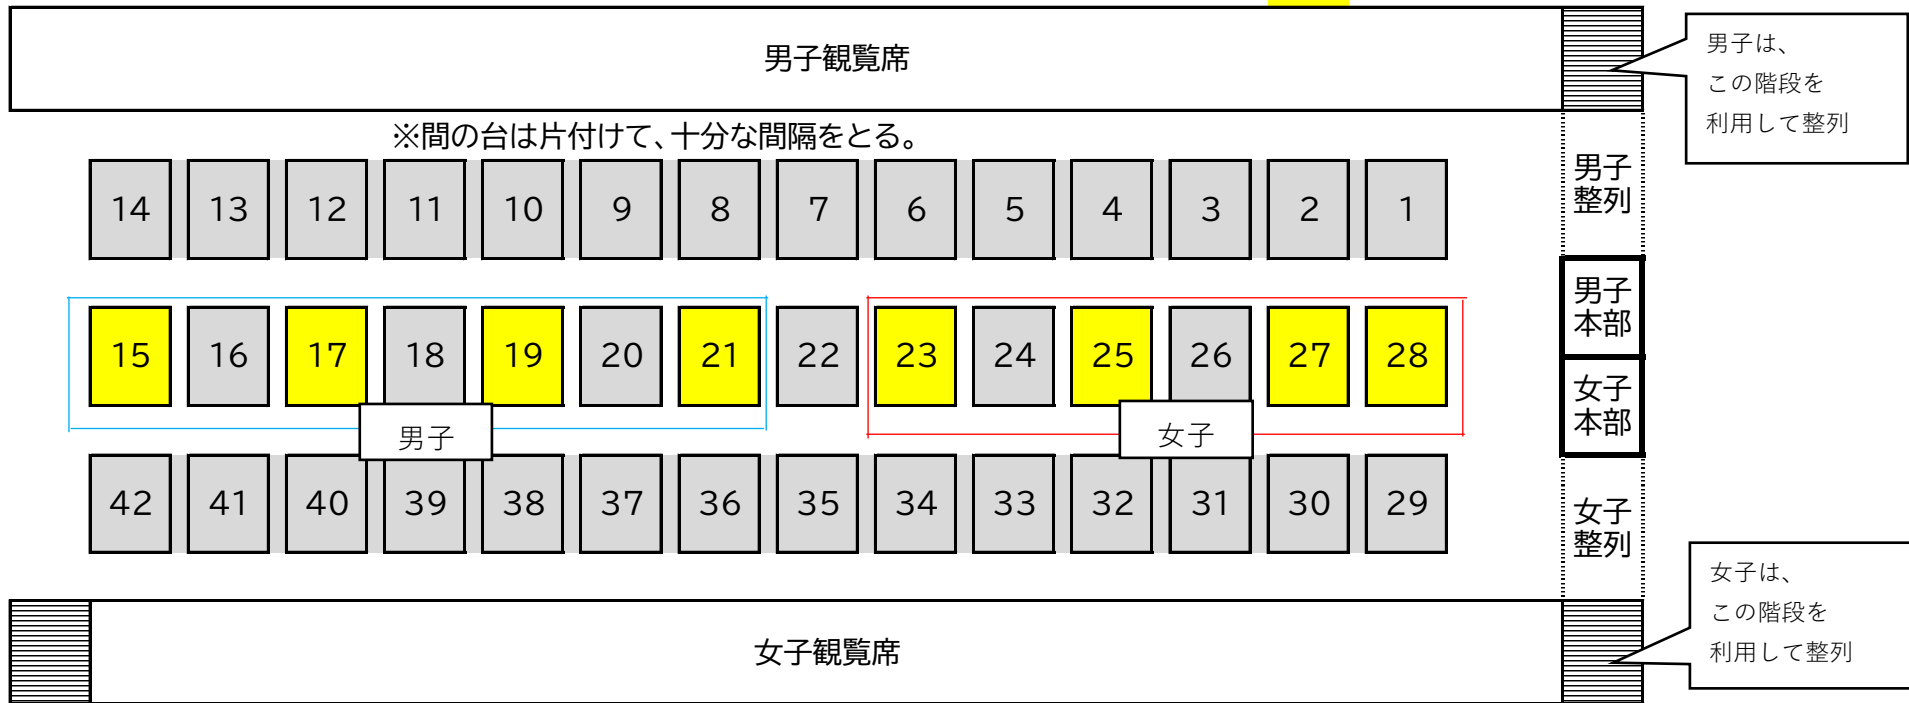 男子観覧席
男子は、
この階段を
利用して整列
※間の台は片付けて、十分な間隔をとる。
14 13 12 11 10 9 8 7 6 5 4 3 2 1
男子
整列
男子
本部
15 16 17 18 19 20 21 22 23 24 25 26 27 28
女子
本部
男子
女子
42 41 40 39 38 37 36 35 34 33 32 31 30 29
女子
整列
女子は、
この階段を
利用して整列
女子観覧席